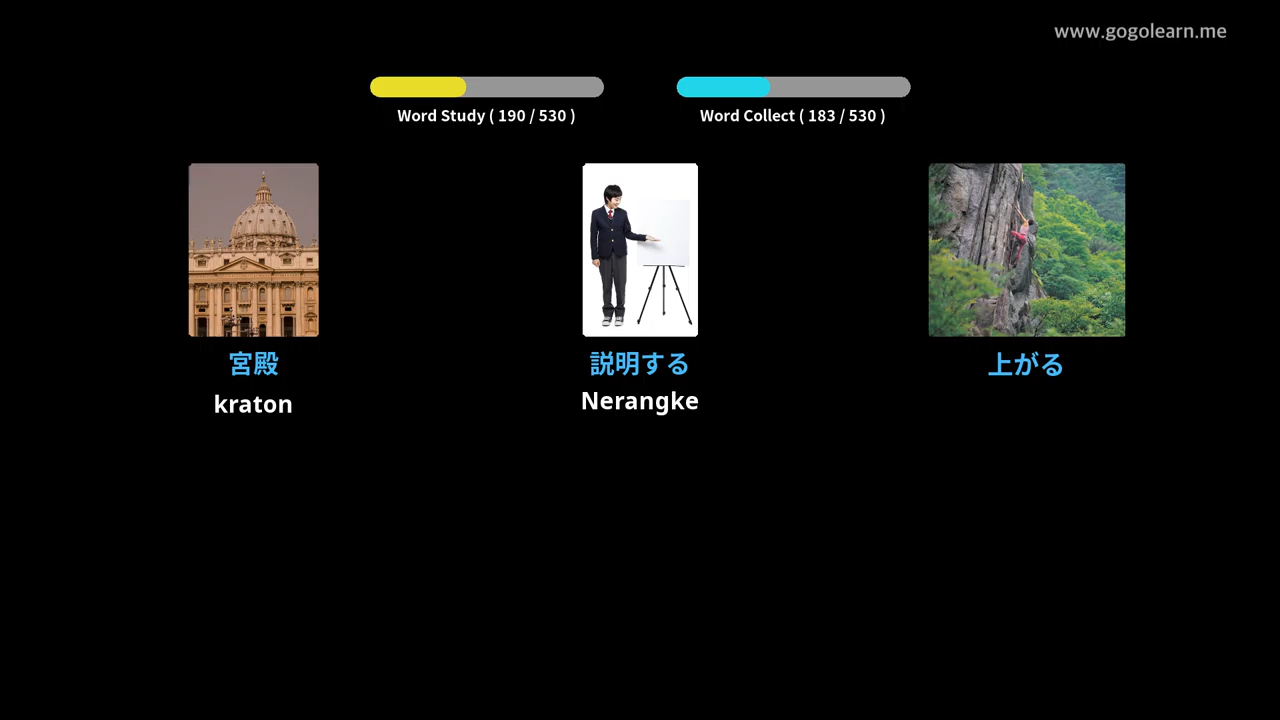 www.gogolearn.me
Word Study ( 190 / 530 )
Word Collect ( 183 / 530 )
宮殿
kraton
説明する
Nerangke
上がる